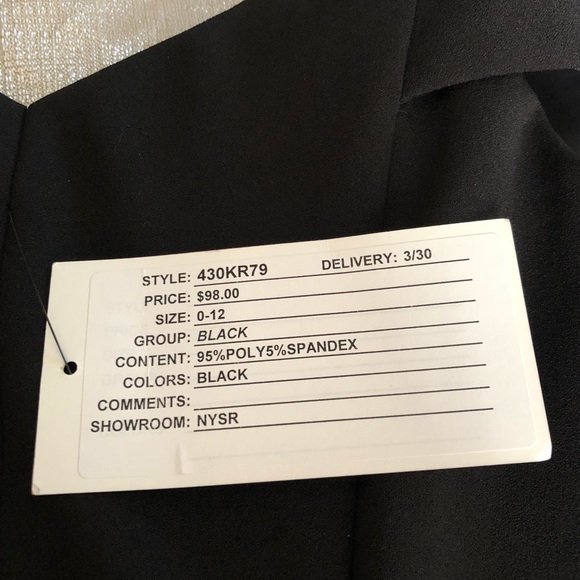 STYLE: 430KR79 DELIVERY: 3/30
PRICE: $98.00
SIZE: 0-12
GROUP: BLACK
CONTENT: 95%POLY5%SPANDEX
COLORS: BLACK
COMMENTS:
SHOWROOM: NYSR